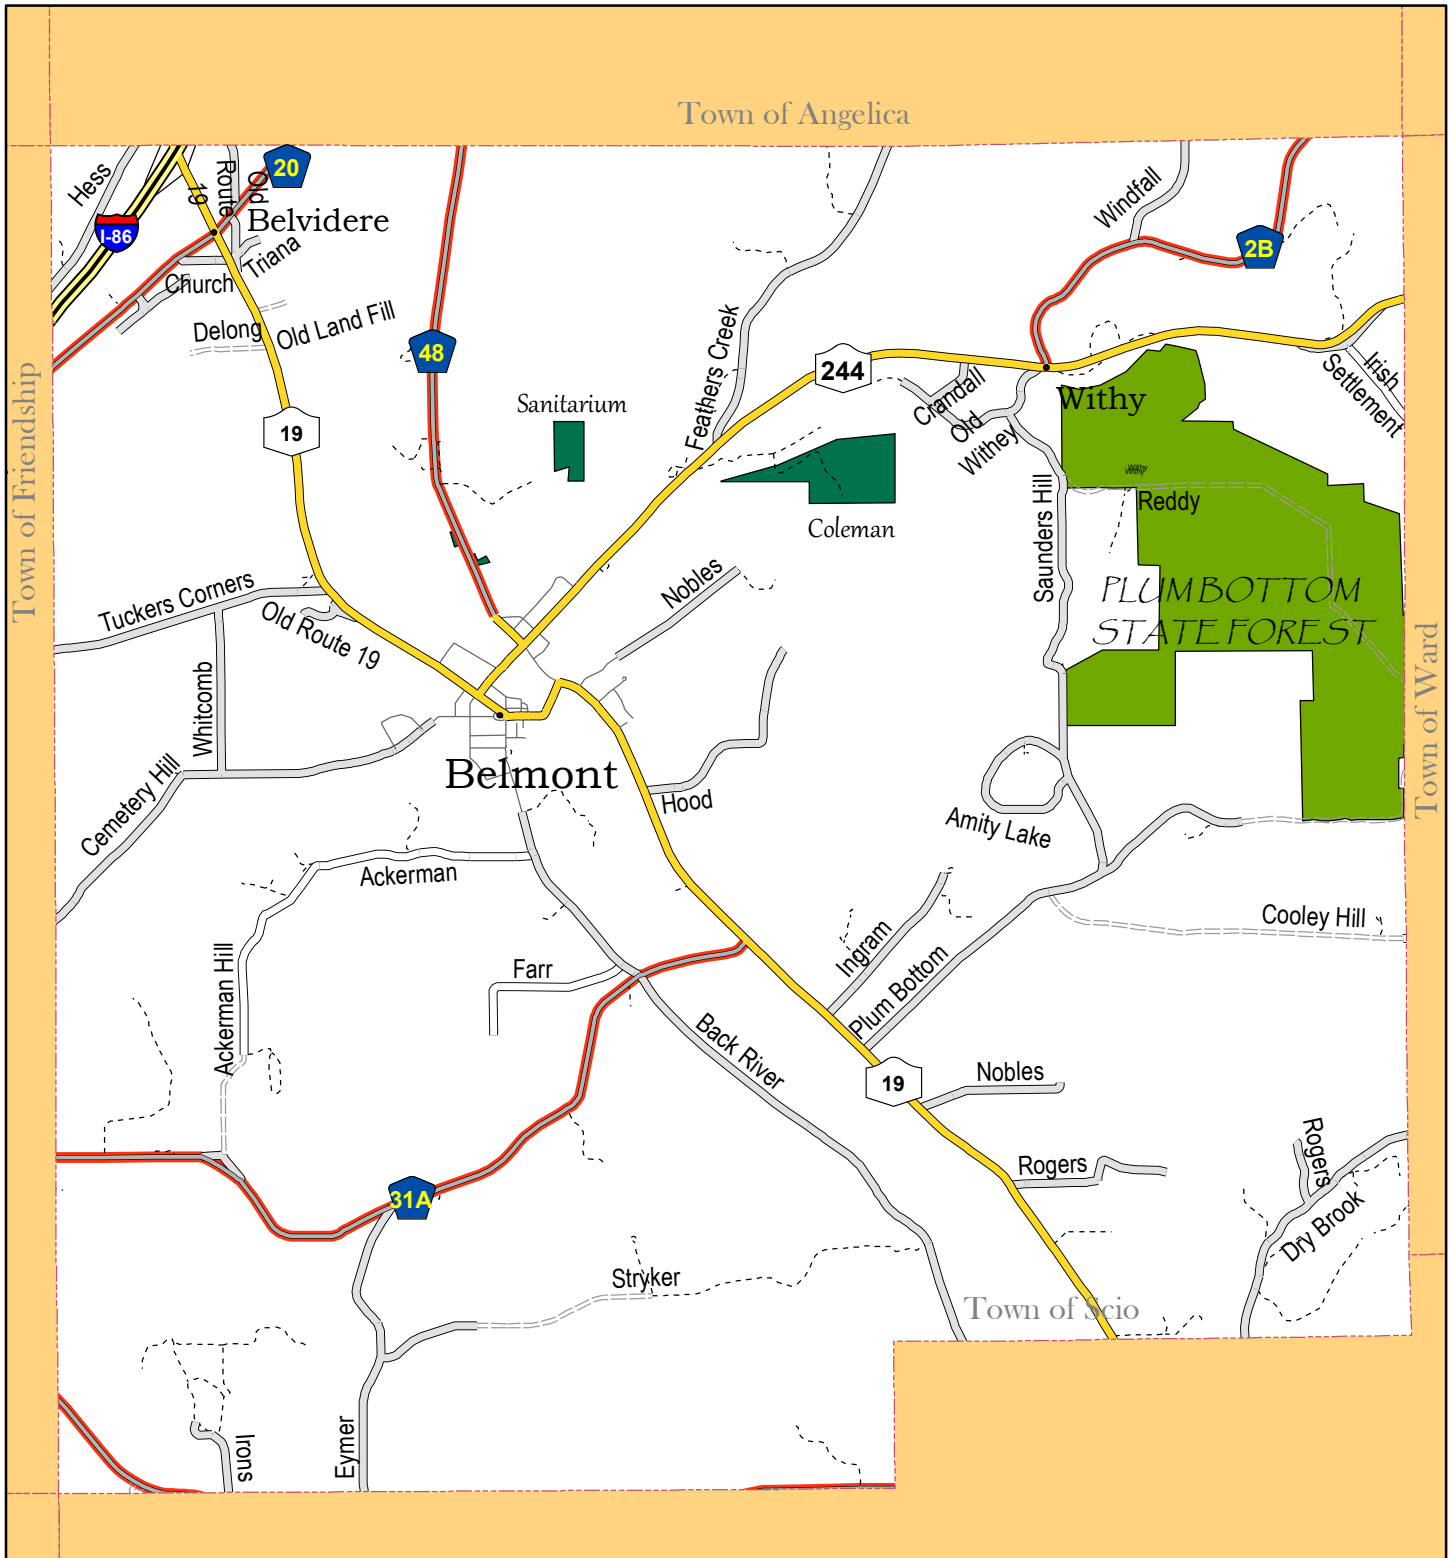 Town of Angelica
Hess
19
Route
Old
20
I-86
Belvidere
Triana
Church
Delong
Old Land Fill
Windfall
2B
48
Feathers Creek
244
Irish
Settlement
Town of Friendship
Sanitarium
19
Crandall
Old
Withey
Withy
Coleman
Withy
Reddy
Saunders Hill
Nobles
Tuckers Corners
Old Route 19
PLUM BOTTOM
STATE FOREST
Town of Ward
Whitcomb
Cemetery Hill
Belmont
Hood
Amity Lake
Ackerman
Cooley Hill
Ackerman Hill
Farr
Ingram
Plum Bottom
Back River
19
Nobles
Rogers
Rogers
Dry Brook
31A
Stryker
Town of Scio
Eymer
Irons